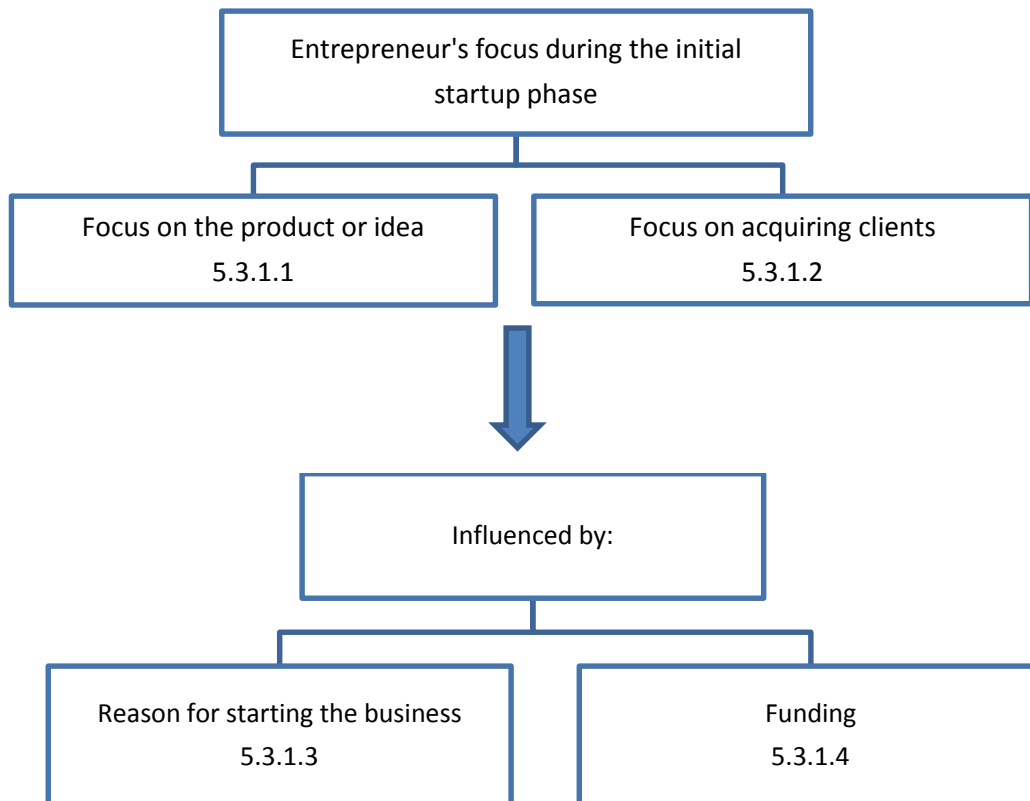 Entrepreneur's focus during the initial
startup phase
Focus on the product or idea
5.3.1.1
Focus on acquiring clients
5.3.1.2
Influenced by:
Reason for starting the business
5.3.1.3
Funding
5.3.1.4